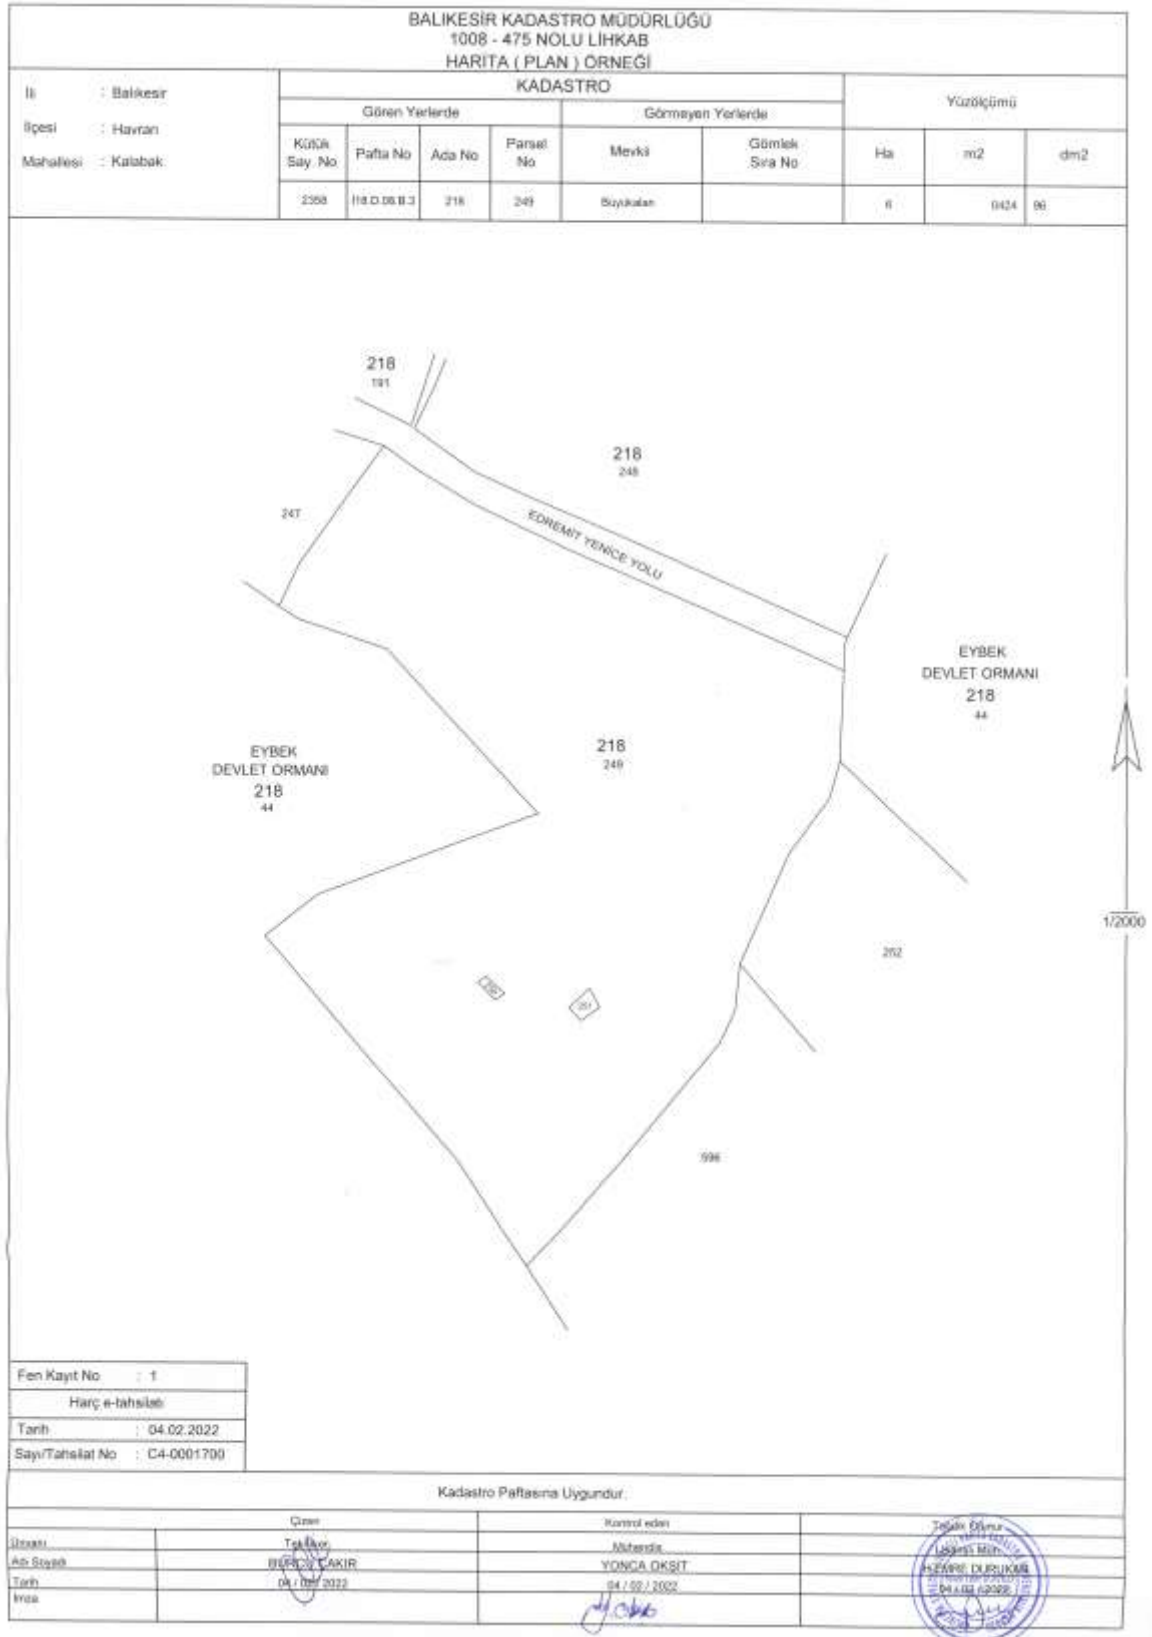 BALIKESİR KADASTRO MÜDÜRLÜĞÜ
1008 - 475 NOLU LİHKAB
HARİTA ( PLAN ) ÖRNEĞİ
İli : Balıkesir
İlçesi : Havran
Mahallesi : Kalabak
KADASTRO
Yüzölçümü
Gören Yerlerde Görmeyen Yerlerde
Kütük Say. No Pafta No Ada No Parsel No Mevkii Gömlek Sıra No Ha m2 dm2
2358 218 249 Büyükalan 6 0424 96
218
191
218
248
247
EDREMİT YENİCE YOLU
EYBEK
DEVLET ORMANI
218
44
218
249
EYBEK
DEVLET ORMANI
218
44
1/2000
252
251
598
Fen Kayıt No : 1
Harç e-tahsilatı
Tarih : 04.02.2022
Sayı/Tahsilat No : C4-0001700
Kadastro Paftasına Uygundur.
Çizen Kontrol eden
Ünvanı Mühendis
Adı Soyadı ÇAKIR YONCA OKŞİT
Tarih 04 / 02 / 2022
İmza